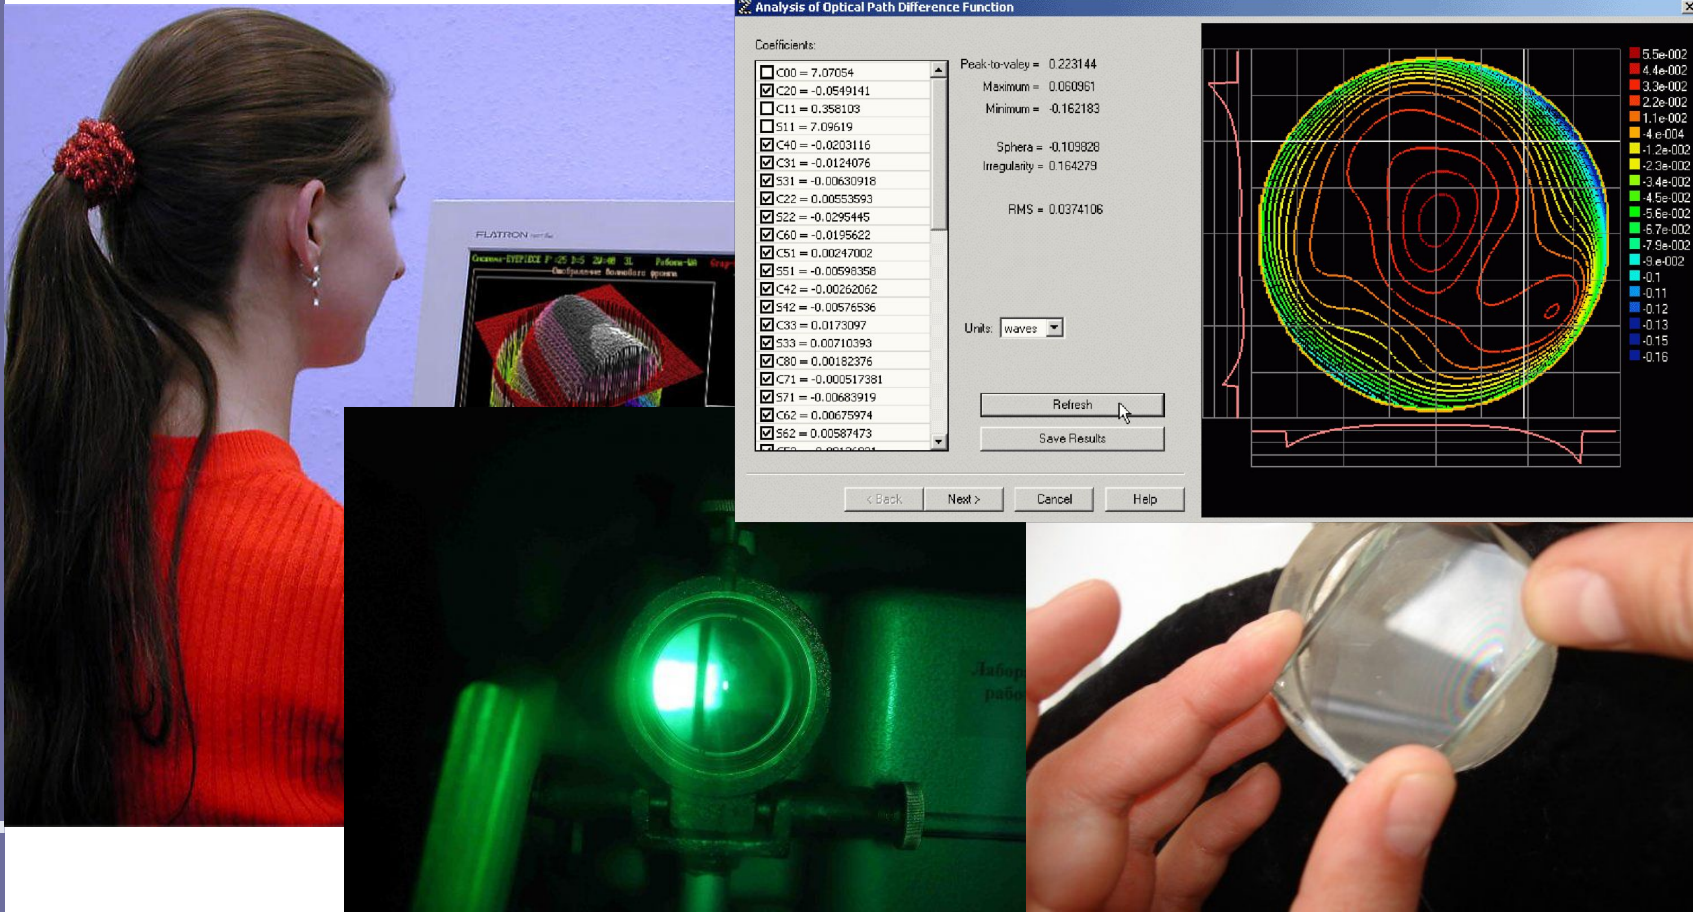 Analysis of Optical Path Difference Function
Coefficients:
C00 = 7.07054
C20 = -0.0549141
C11 = 0.358103
S11 = 7.09619
C40 = -0.0203116
C31 = -0.0124076
S31 = -0.00630918
C22 = 0.00553593
S22 = -0.0295445
C60 = -0.0195622
C51 = 0.00247002
S51 = -0.00598358
C42 = -0.00262062
S42 = -0.00576536
C33 = 0.0173097
S33 = 0.00710393
C80 = 0.00182376
C71 = -0.000517381
S71 = -0.00683919
C62 = 0.00675974
S62 = 0.00587473
Peak-to-valey = 0.223144
Maximum = 0.060961
Minimum = -0.162183
Sphera = -0.109828
Irregularity = 0.164279
RMS = 0.0374106
Units: waves
Refresh
Save Results
< Back
Next >
Cancel
Help
5.5e-002
4.4e-002
3.3e-002
2.2e-002
1.1e-002
-4.e-004
-1.2e-002
-2.3e-002
-3.4e-002
-4.5e-002
-5.6e-002
-6.7e-002
-7.9e-002
-9.e-002
-0.1
-0.11
-0.12
-0.13
-0.15
-0.16
FLATRON